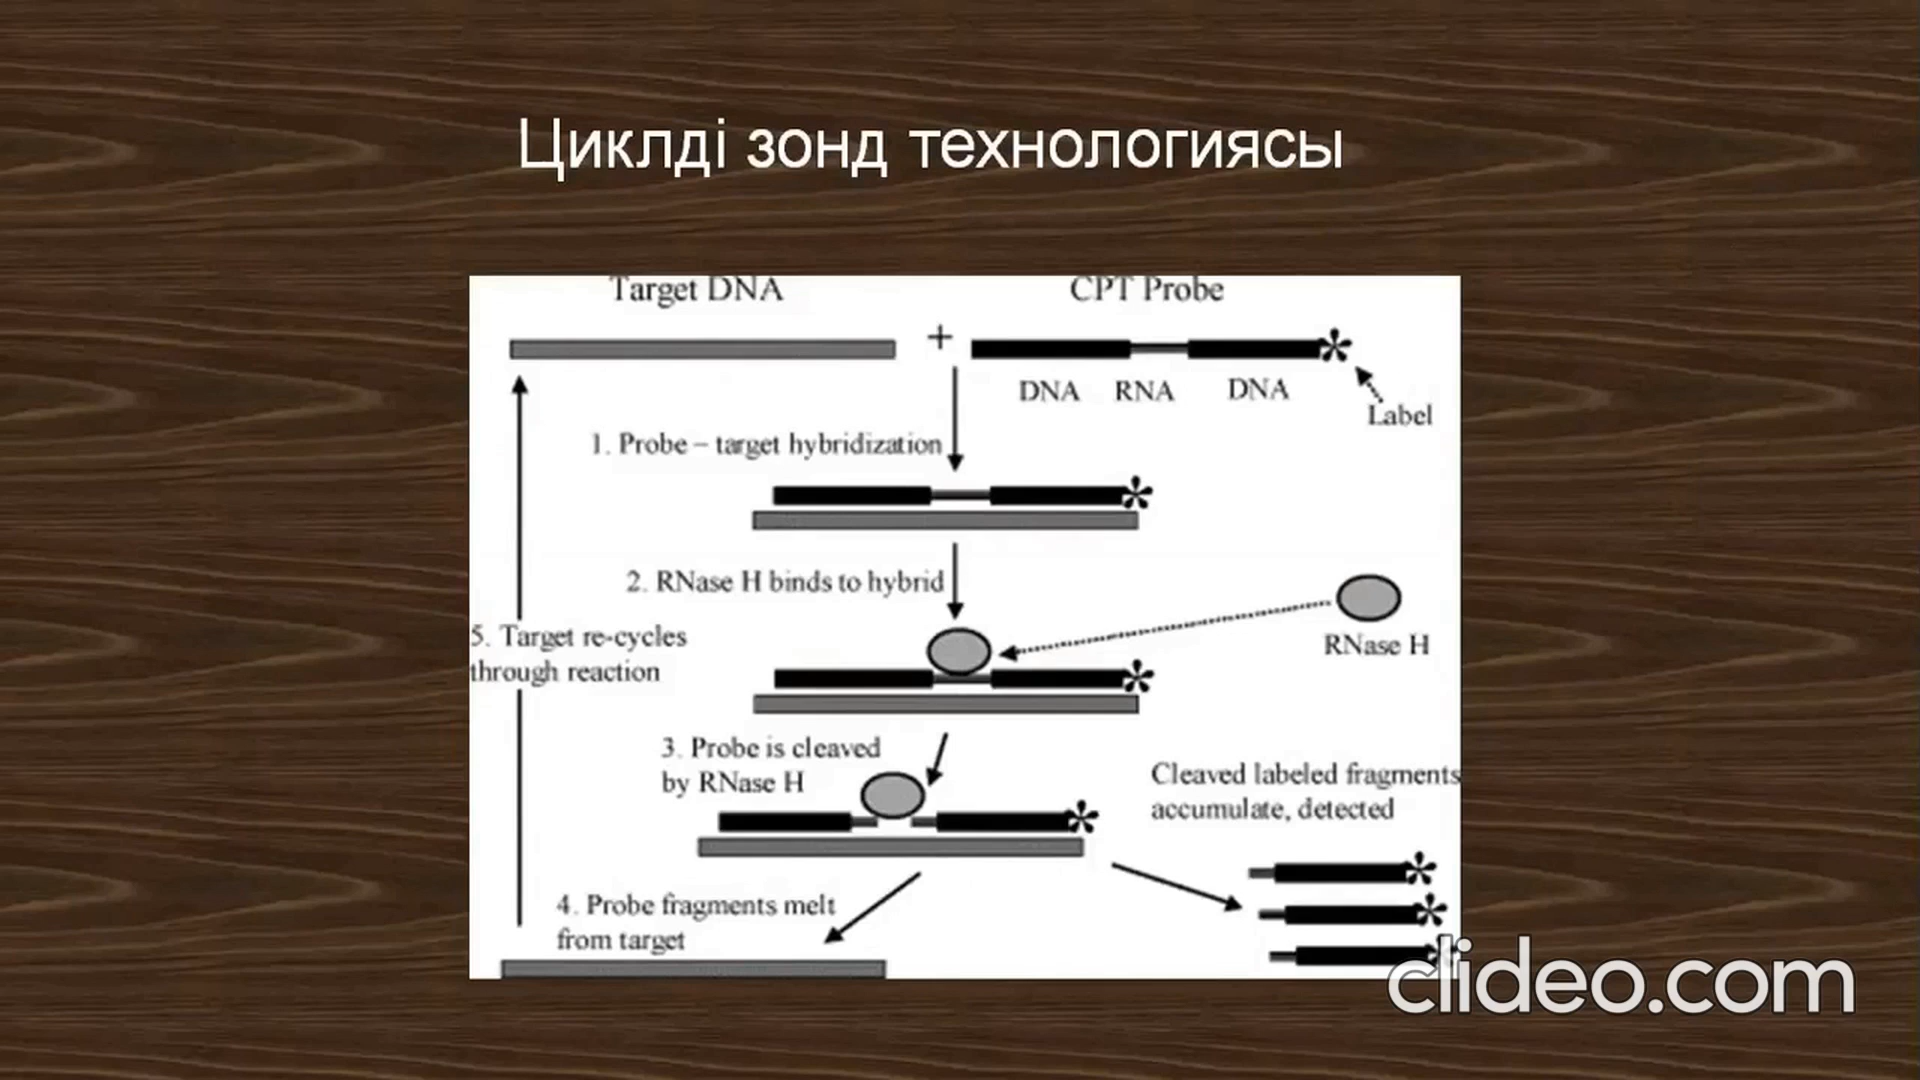 Циклді зонд технологиясы
Target DNA
CPT Probe
+
DNA RNA DNA
Label
1. Probe – target hybridization
2. RNase H binds to hybrid
RNase H
5. Target re-cycles
through reaction
3. Probe is cleaved
by RNase H
Cleaved labeled fragments
accumulate, detected
4. Probe fragments melt
from target
clideo.com